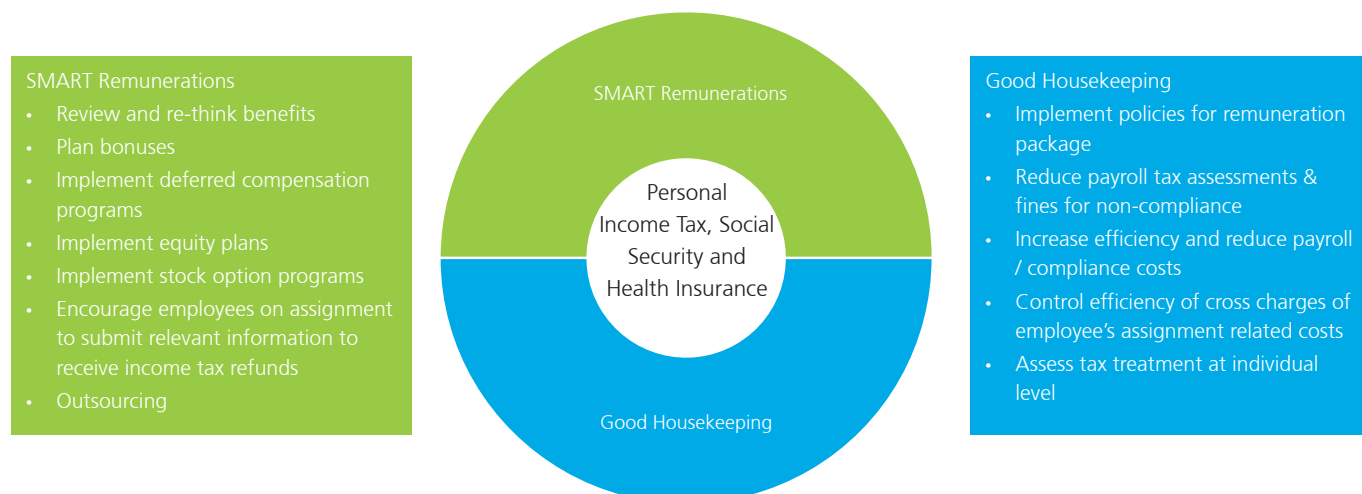 SMART Remunerations
• Review and re-think benefits
• Plan bonuses
• Implement deferred compensation
programs
• Implement equity plans
• Implement stock option programs
• Encourage employees on assignment
to submit relevant information to
receive income tax refunds
• Outsourcing
SMART Remunerations
Personal
Income Tax, Social
Security and
Health Insurance
Good Housekeeping
Good Housekeeping
• Implement policies for remuneration
package
• Reduce payroll tax assessments &
fines for non-compliance
• Increase efficiency and reduce payroll
/ compliance costs
• Control efficiency of cross charges of
employee’s assignment related costs
• Assess tax treatment at individual
level